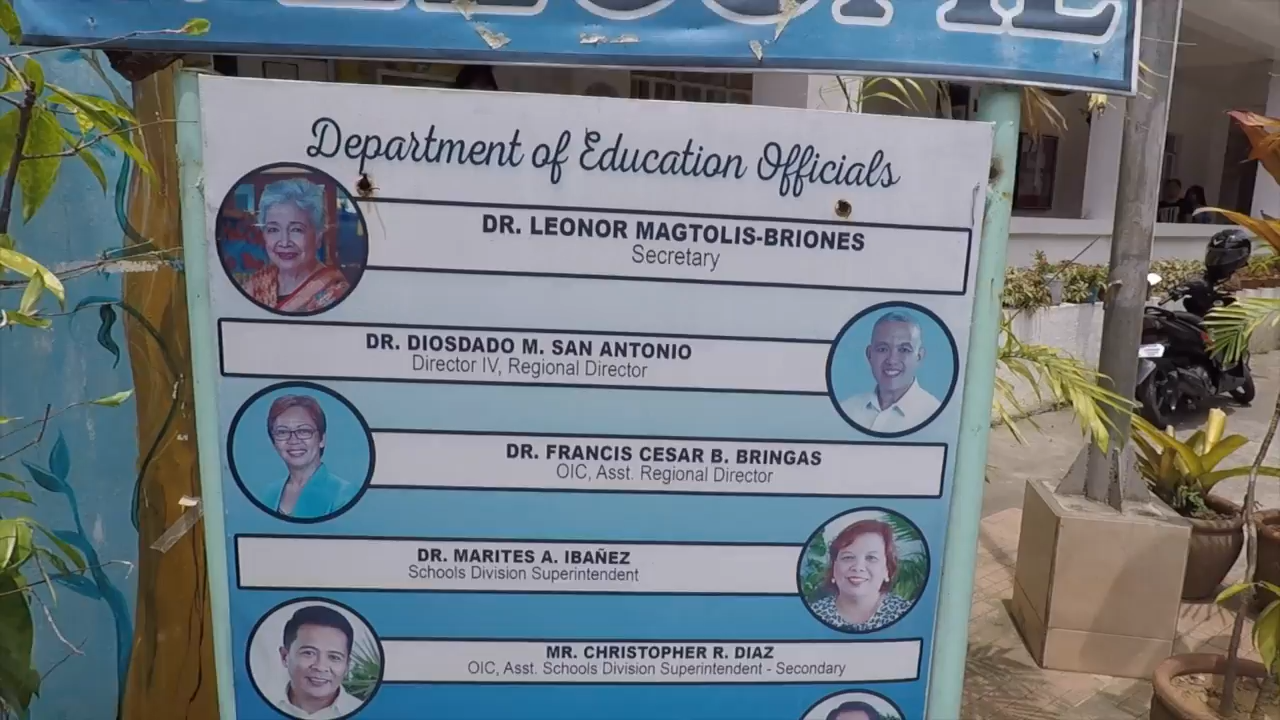 Department of Education Officials
DR. LEONOR MAGTOLIS-BRIONES
Secretary
DR. DIOSDADO M. SAN ANTONIO
Director IV, Regional Director
DR. FRANCIS CESAR B. BRINGAS
OIC, Asst. Regional Director
DR. MARITES A. IBAÑEZ
Schools Division Superintendent
MR. CHRISTOPHER R. DIAZ
OIC, Asst. Schools Division Superintendent - Secondary